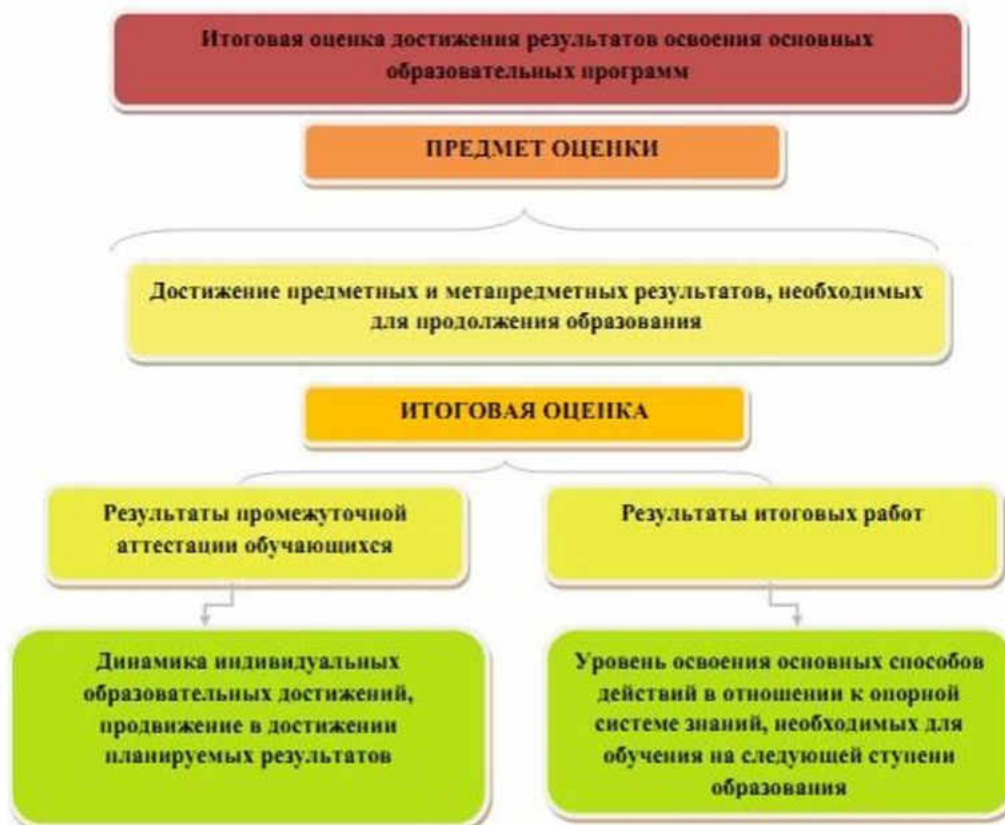 Итоговая оценка достижения результатов освоения основных
образовательных программ
ПРЕДМЕТ ОЦЕНКИ
Достижение предметных и метапредметных результатов, необходимых
для продолжения образования
ИТОГОВАЯ ОЦЕНКА
Результаты промежуточной
аттестации обучающихся
Результаты итоговых работ
Динамика индивидуальных
образовательных достижений,
продвижение в достижении
планируемых результатов
Уровень освоения основных способов
действий в отношении к опорной
системе знаний, необходимых для
обучения на следующей ступени
образования